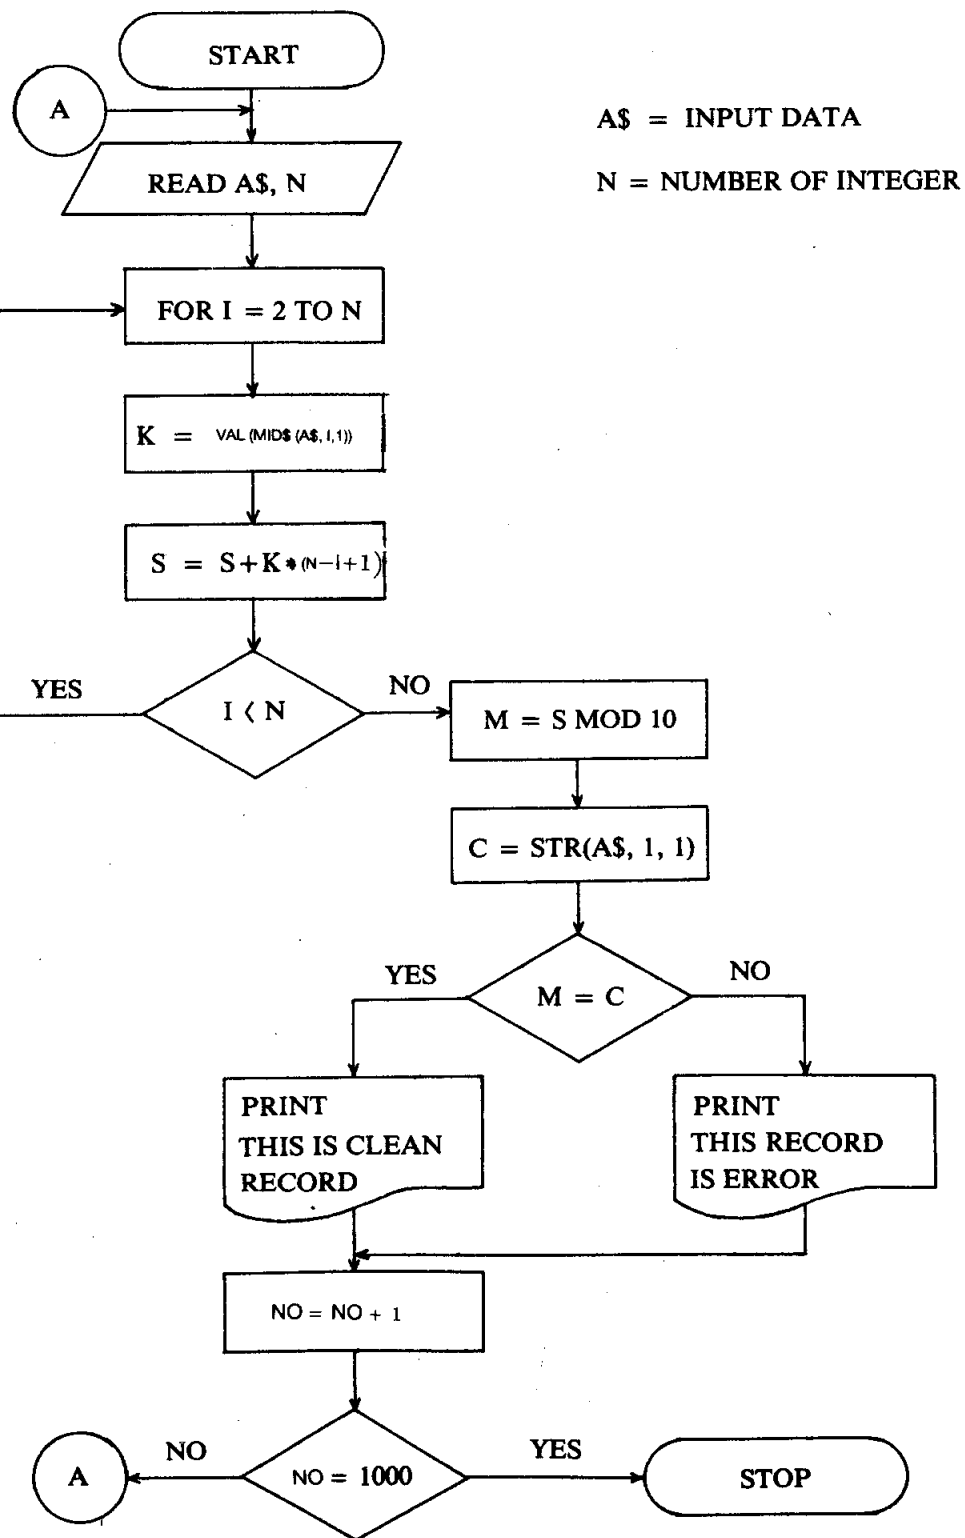 START
A
A$ = INPUT DATA
READ A$, N
N = NUMBER OF INTEGER
FOR I = 2 TO N
K = VAL (MID$ (A$, I, 1))
S = S+K * (N-I+1)
YES
I < N
NO
M = S MOD 10
C = STR(A$, 1, 1)
YES
M = C
NO
PRINT
THIS IS CLEAN
RECORD
PRINT
THIS RECORD
IS ERROR
NO = NO + 1
A
NO
NO = 1000
YES
STOP